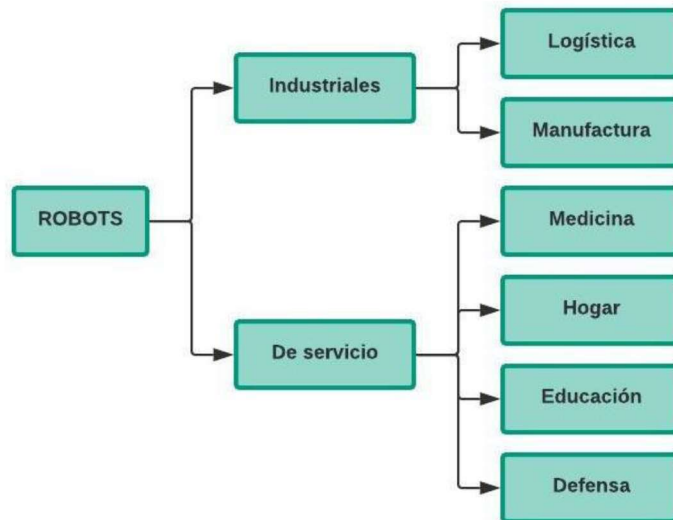 ROBOTS
Industriales
Logística
Manufactura
De servicio
Medicina
Hogar
Educación
Defensa